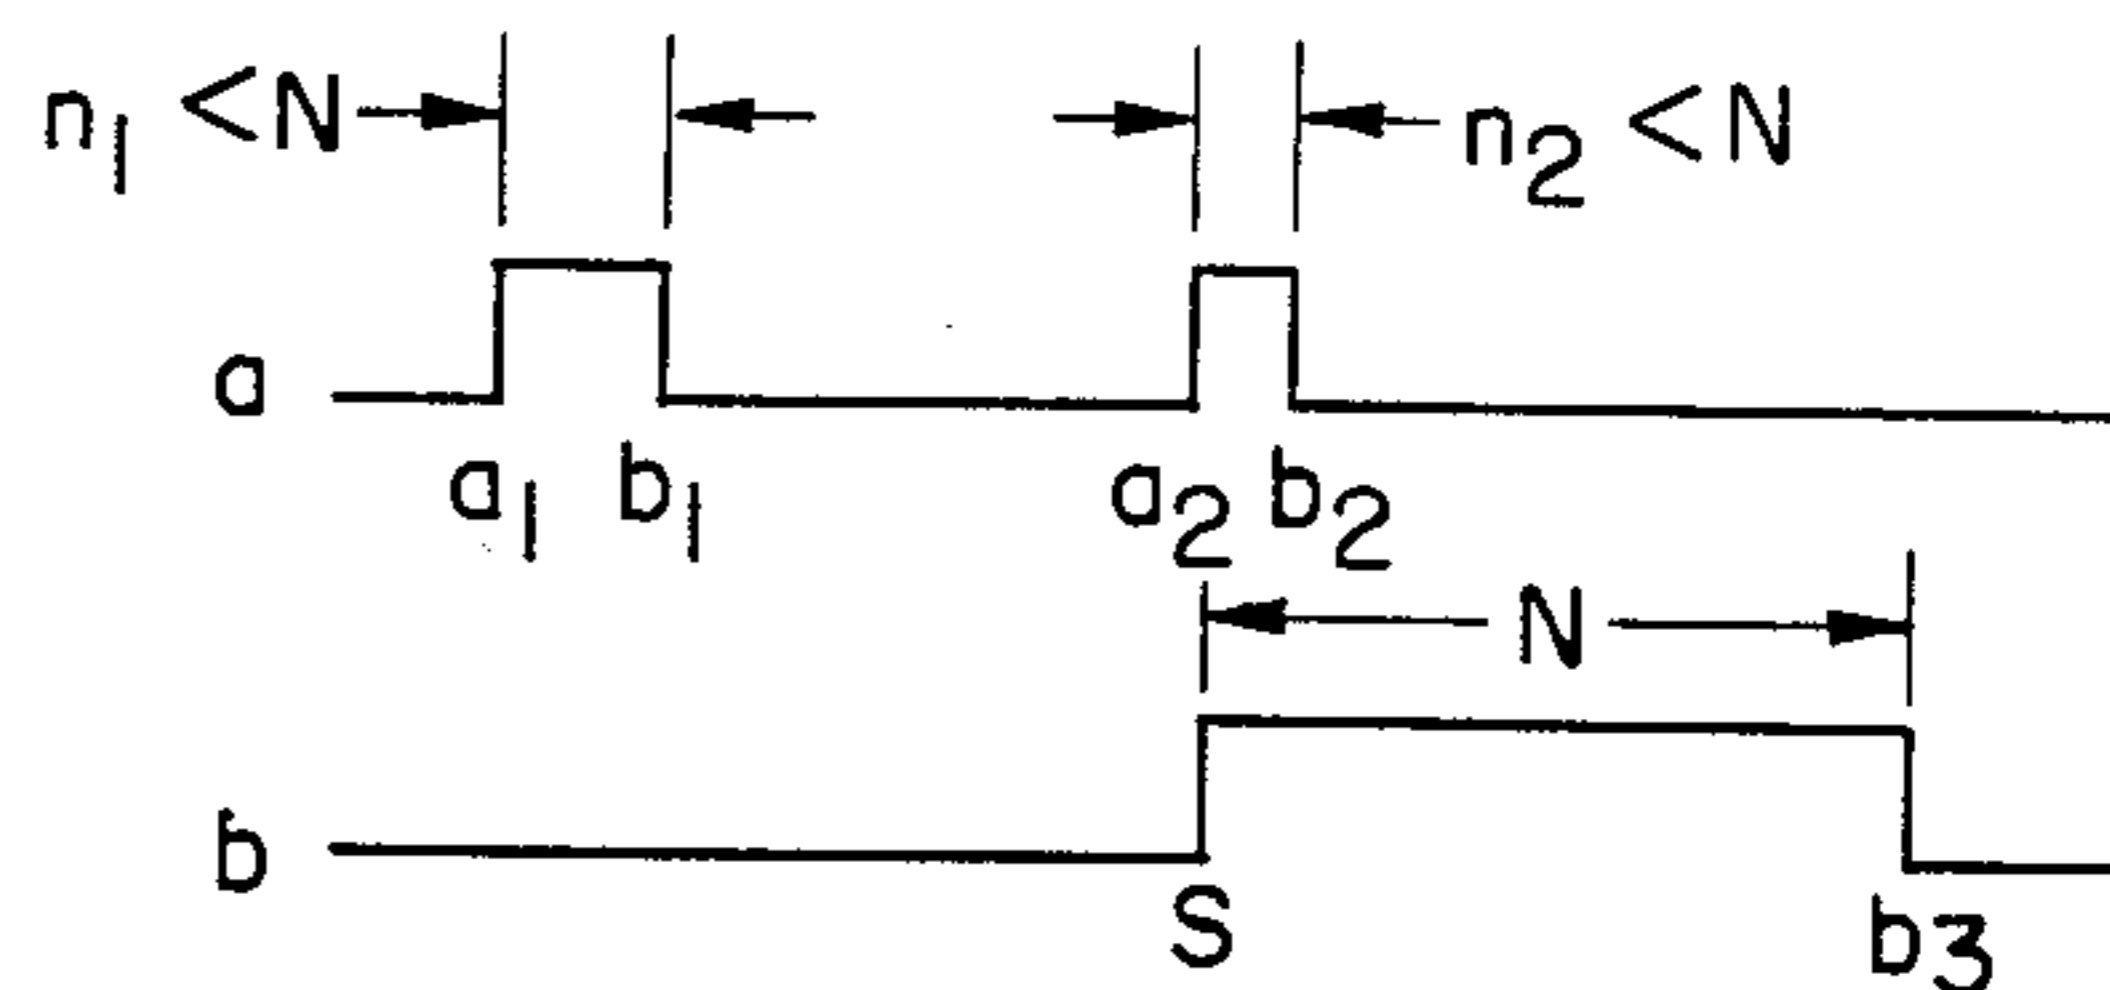 n₁ <N n₂ <N
a
a₁ b₁ a₂ b₂
N
b
S b₃